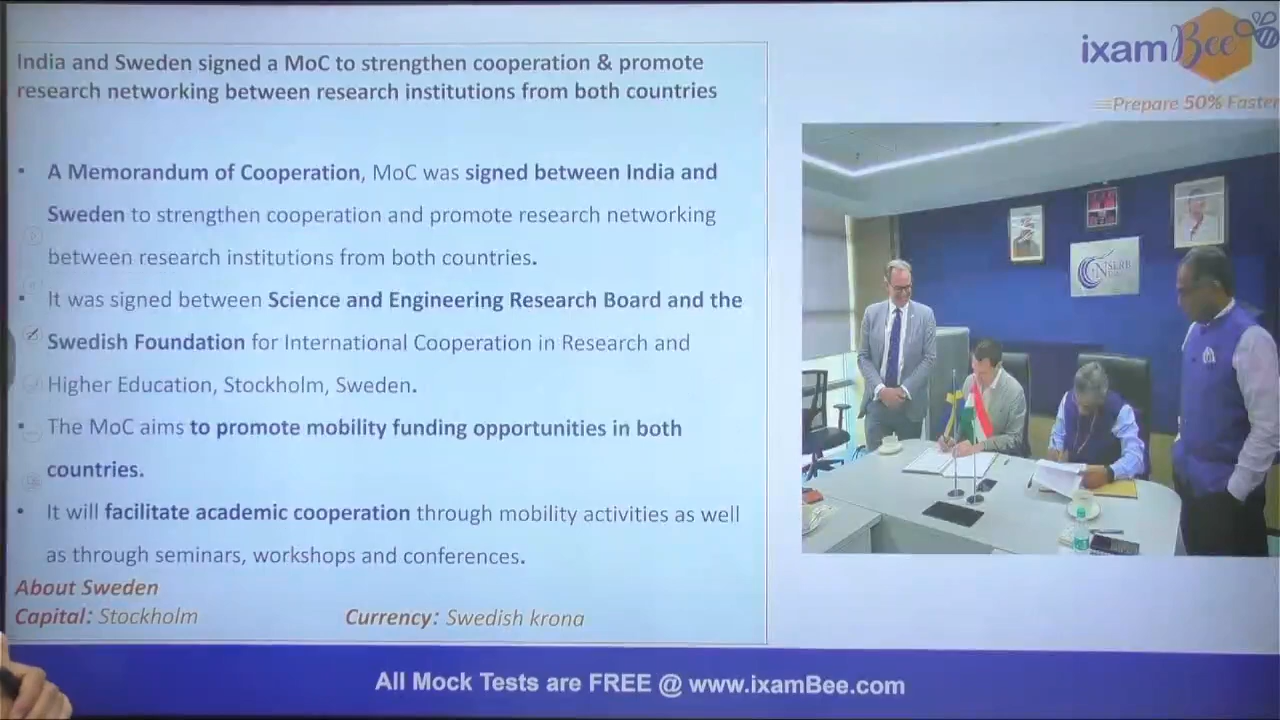 India and Sweden signed a MoC to strengthen cooperation & promote
research networking between research institutions from both countries
• A Memorandum of Cooperation, MoC was signed between India and
Sweden to strengthen cooperation and promote research networking
between research institutions from both countries.
• It was signed between Science and Engineering Research Board and the
Swedish Foundation for International Cooperation in Research and
Higher Education, Stockholm, Sweden.
• The MoC aims to promote mobility funding opportunities in both
countries.
• It will facilitate academic cooperation through mobility activities as well
as through seminars, workshops and conferences.
About Sweden
Capital: Stockholm Currency: Swedish krona
ixamBee
Prepare 50% Faster
SERB
All Mock Tests are FREE @ www.ixamBee.com